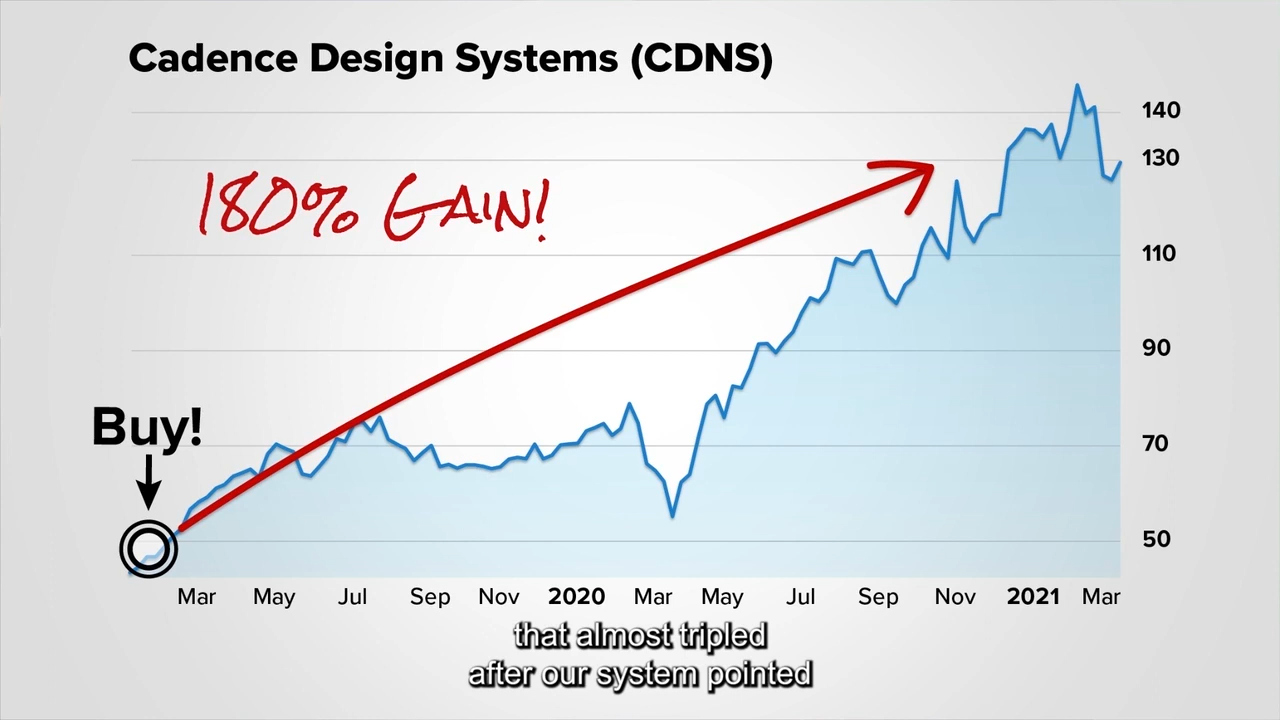 Cadence Design Systems (CDNS)
140
130
180% GAIN!
110
90
Buy!
70
50
Mar May Jul Sep Nov 2020 Mar May Jul Sep Nov 2021 Mar
that almost tripled
after our system pointed